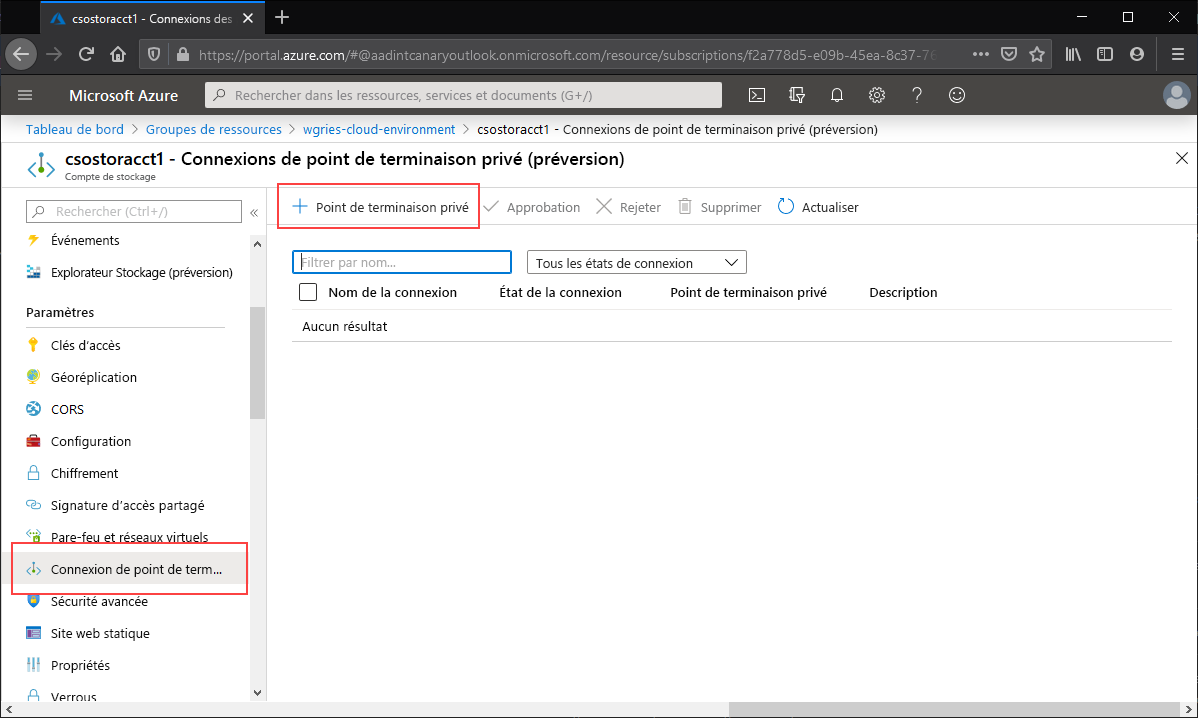 csostoracct1 - Connexions des
https://portal.azure.com/#@aadintcanaryoutlook.onmicrosoft.com/resource/subscriptions/f2a778d5-e09b-45ea-8c37-76
Microsoft Azure
Rechercher dans les ressources, services et documents (G+/)
Tableau de bord > Groupes de ressources > wgries-cloud-environment > csostoracct1 - Connexions de point de terminaison privé (préversion)
csostoracct1 - Connexions de point de terminaison privé (préversion)
Compte de stockage
Rechercher (Ctrl+/)
Événements
Explorateur Stockage (préversion)
Paramètres
Clés d'accès
Géoréplication
CORS
Configuration
Chiffrement
Signature d'accès partagé
Pare-feu et réseaux virtuels
Connexion de point de term...
Sécurité avancée
Site web statique
Propriétés
Verrous
Point de terminaison privé Approbation Rejeter Supprimer Actualiser
Filtrer par nom... Tous les états de connexion
Nom de la connexion État de la connexion Point de terminaison privé Description
Aucun résultat